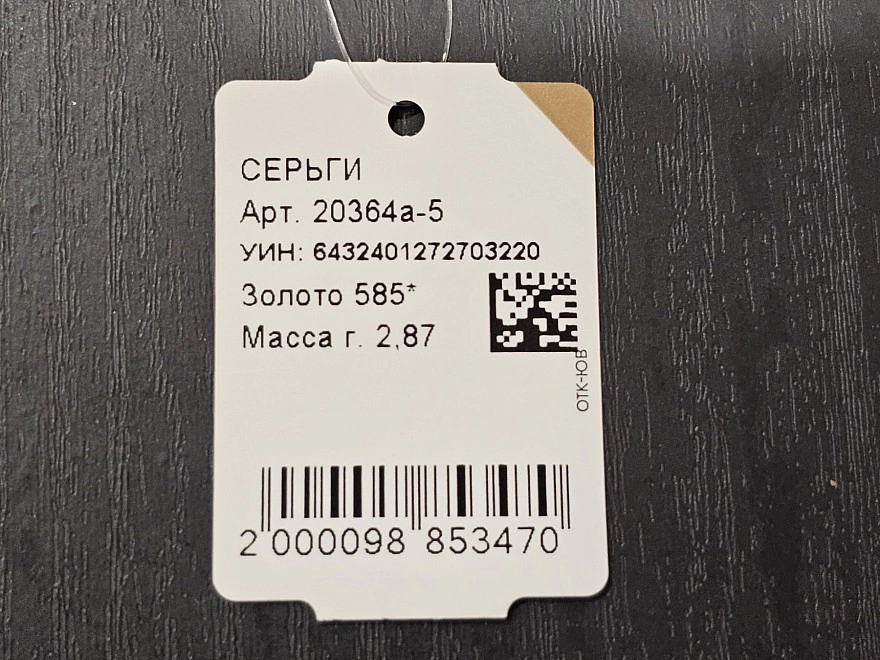 СЕРЬГИ
Арт. 20364а-5
УИН: 6432401272703220
Золото 585*
Масса г. 2,87
ОТК-ЮВ
2 000098 853470